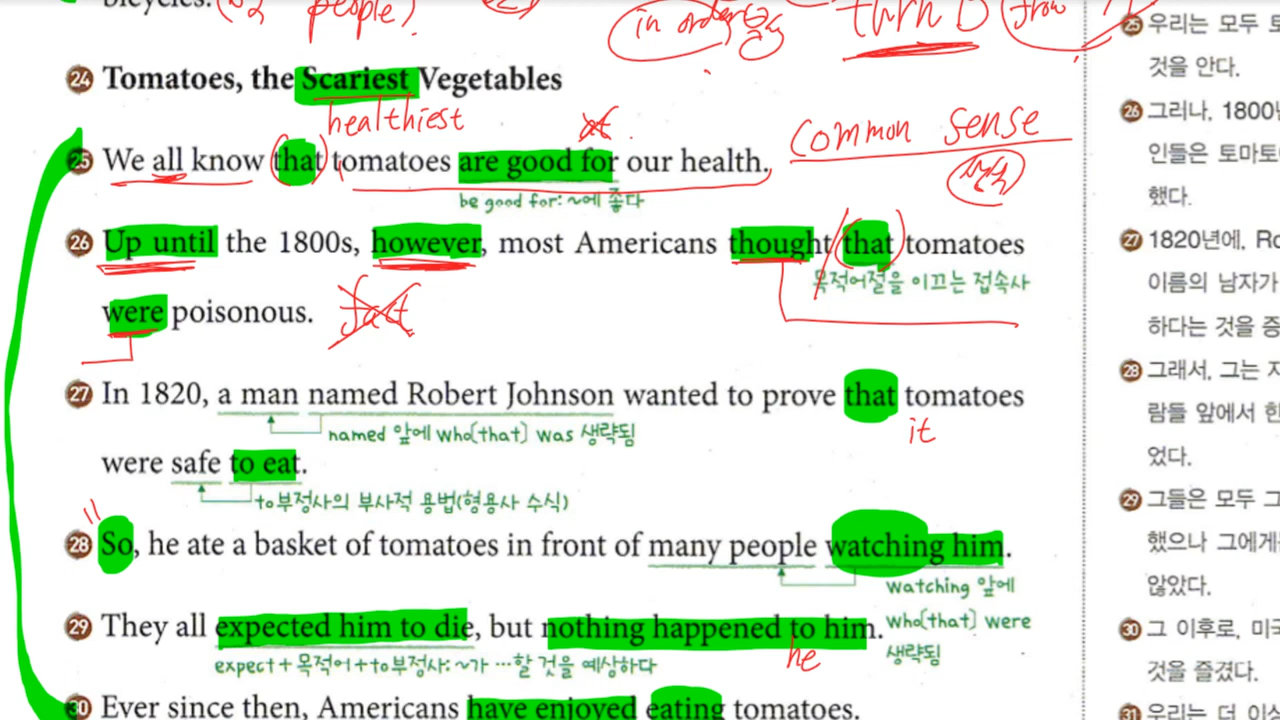 bicycles. people?
in order turn from
24 Tomatoes, the Scariest Vegetables
healthiest
at
common sense
25 We all know that tomatoes are good for our health.
be good for: ~에 좋다
26 Up until the 1800s, however, most Americans thought that tomatoes
목적어절을 이끄는 접속사
were poisonous. fact
27 In 1820, a man named Robert Johnson wanted to prove that tomatoes
named 앞에 who[that] was 생략됨
it
were safe to eat.
to부정사의 부사적 용법(형용사 수식)
28 So, he ate a basket of tomatoes in front of many people watching him.
watching 앞에
who[that] were
생략됨
29 They all expected him to die, but nothing happened to him.
he
expect+목적어+to부정사: ~가 …할 것을 예상하다
30 Ever since then, Americans have enjoyed eating tomatoes.
25 우리는 모두 토
것을 안다.
26 그러나, 1800년
인들은 토마토에
했다.
27 1820년에, Ro
이름의 남자가
하다는 것을 증
28 그래서, 그는 지
람들 앞에서 한
었다.
29 그들은 모두 그
했으나 그에게는
않았다.
30 그 이후로, 미국
것을 즐겼다.
31 우리는 더 이상